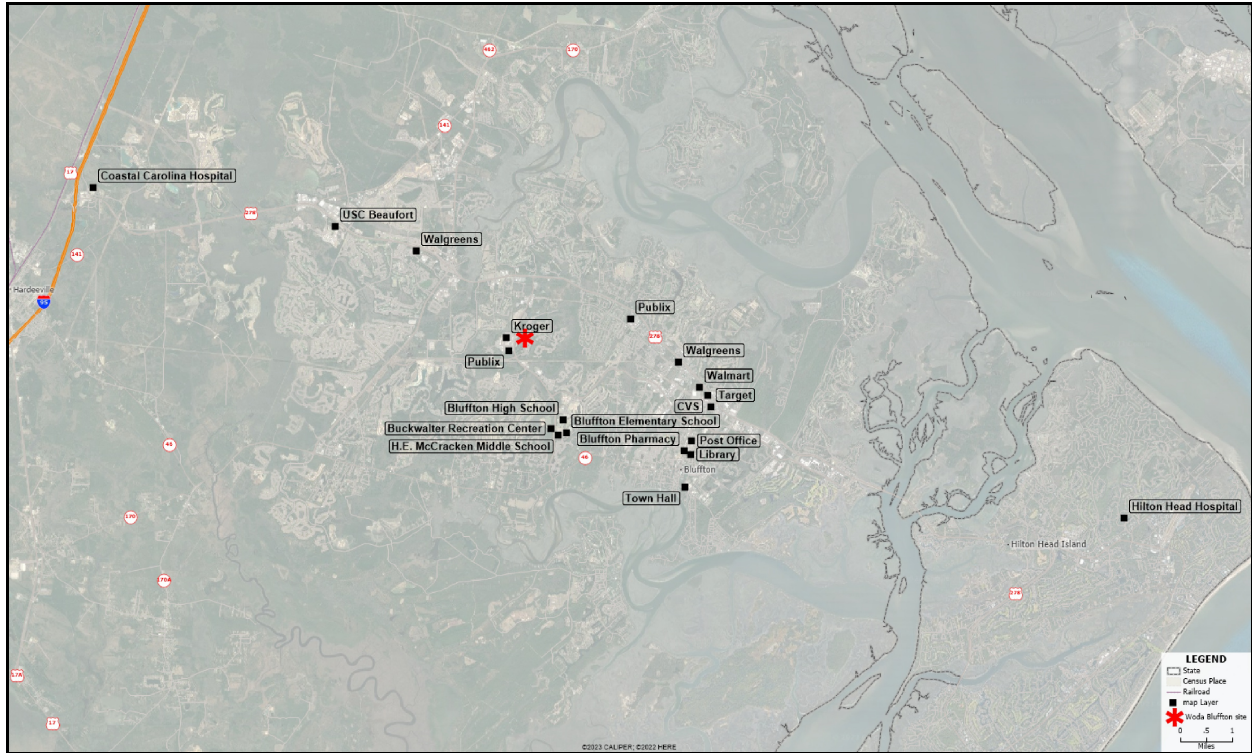 462
170
141
17
Coastal Carolina Hospital
278
USC Beaufort
Walgreens
141
Hardeeville
95
Publix
Kroger
278
Publix
Walgreens
Walmart
Target
CVS
Bluffton High School
Bluffton Elementary School
Buckwalter Recreation Center
Bluffton Pharmacy
Post Office
H.E. McCracken Middle School
46
46
Library
Bluffton
Town Hall
Hilton Head Hospital
170
Hilton Head Island
170A
278
17A
17
LEGEND
State
Census Place
Railroad
map Layer
Woda Bluffton site
0 .5 1
Miles
©2023 CALIPER; ©2022 HERE